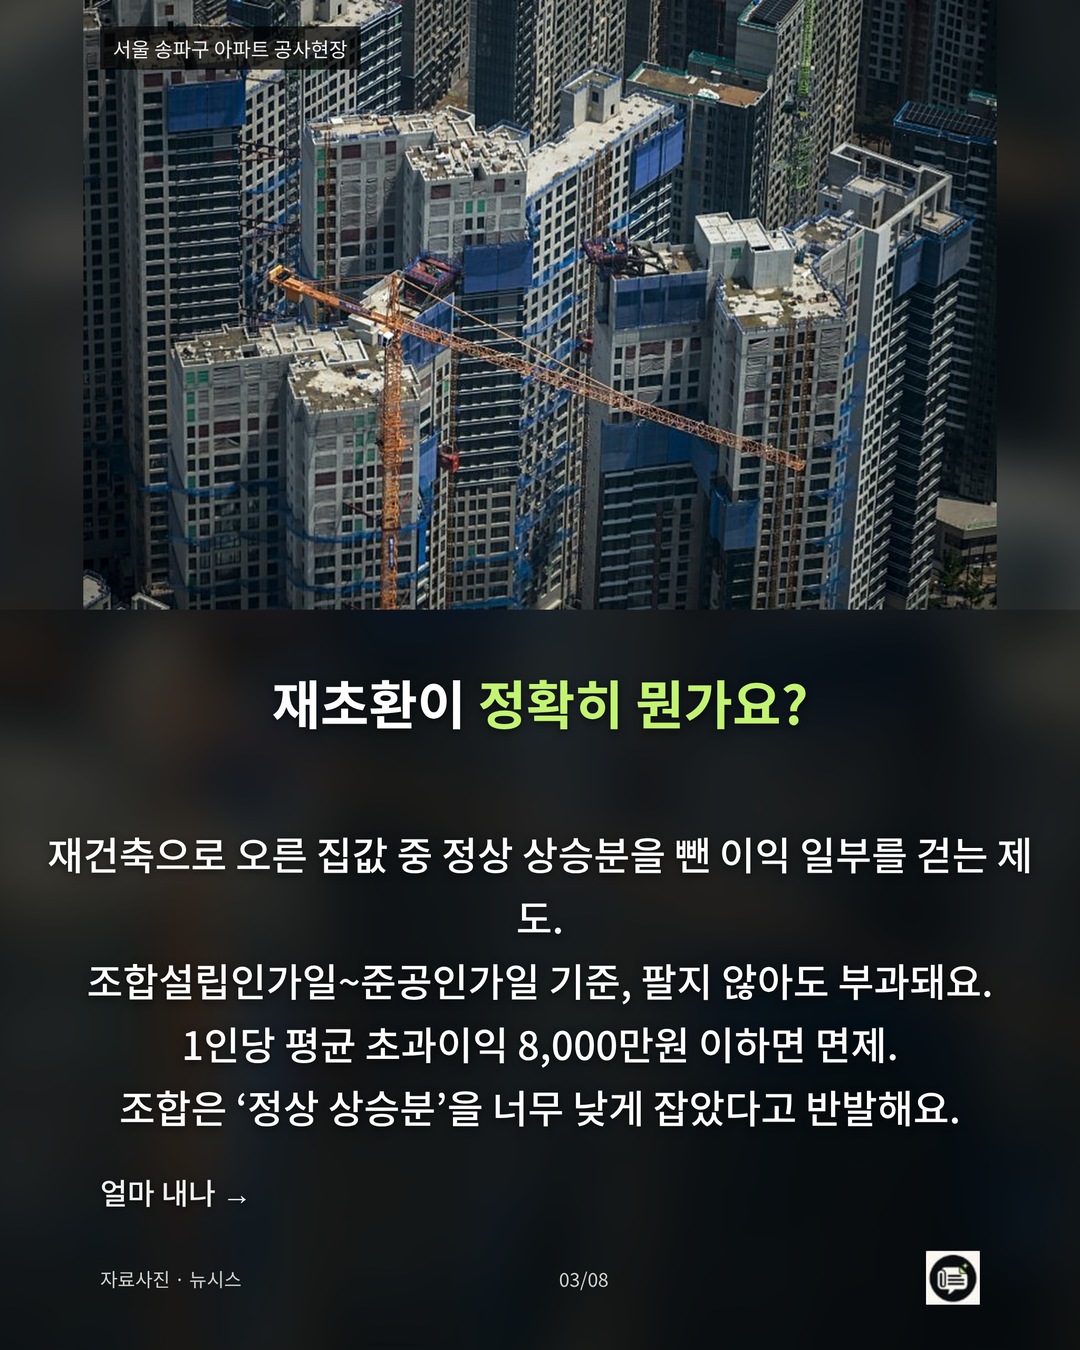 서울 송파구 아파트 공사현장
재초환이 정확히 뭔가요?
재건축으로 오른 집값 중 정상 상승분을 뺀 이익 일부를 걷는 제
도.
조합설립인가일~준공인가일 기준, 팔지 않아도 부과돼요.
1인당 평균 초과이익 8,000만원 이하면 면제.
조합은 ‘정상 상승분’을 너무 낮게 잡았다고 반발해요.
얼마 내나 →
자료사진 · 뉴시스
03/08